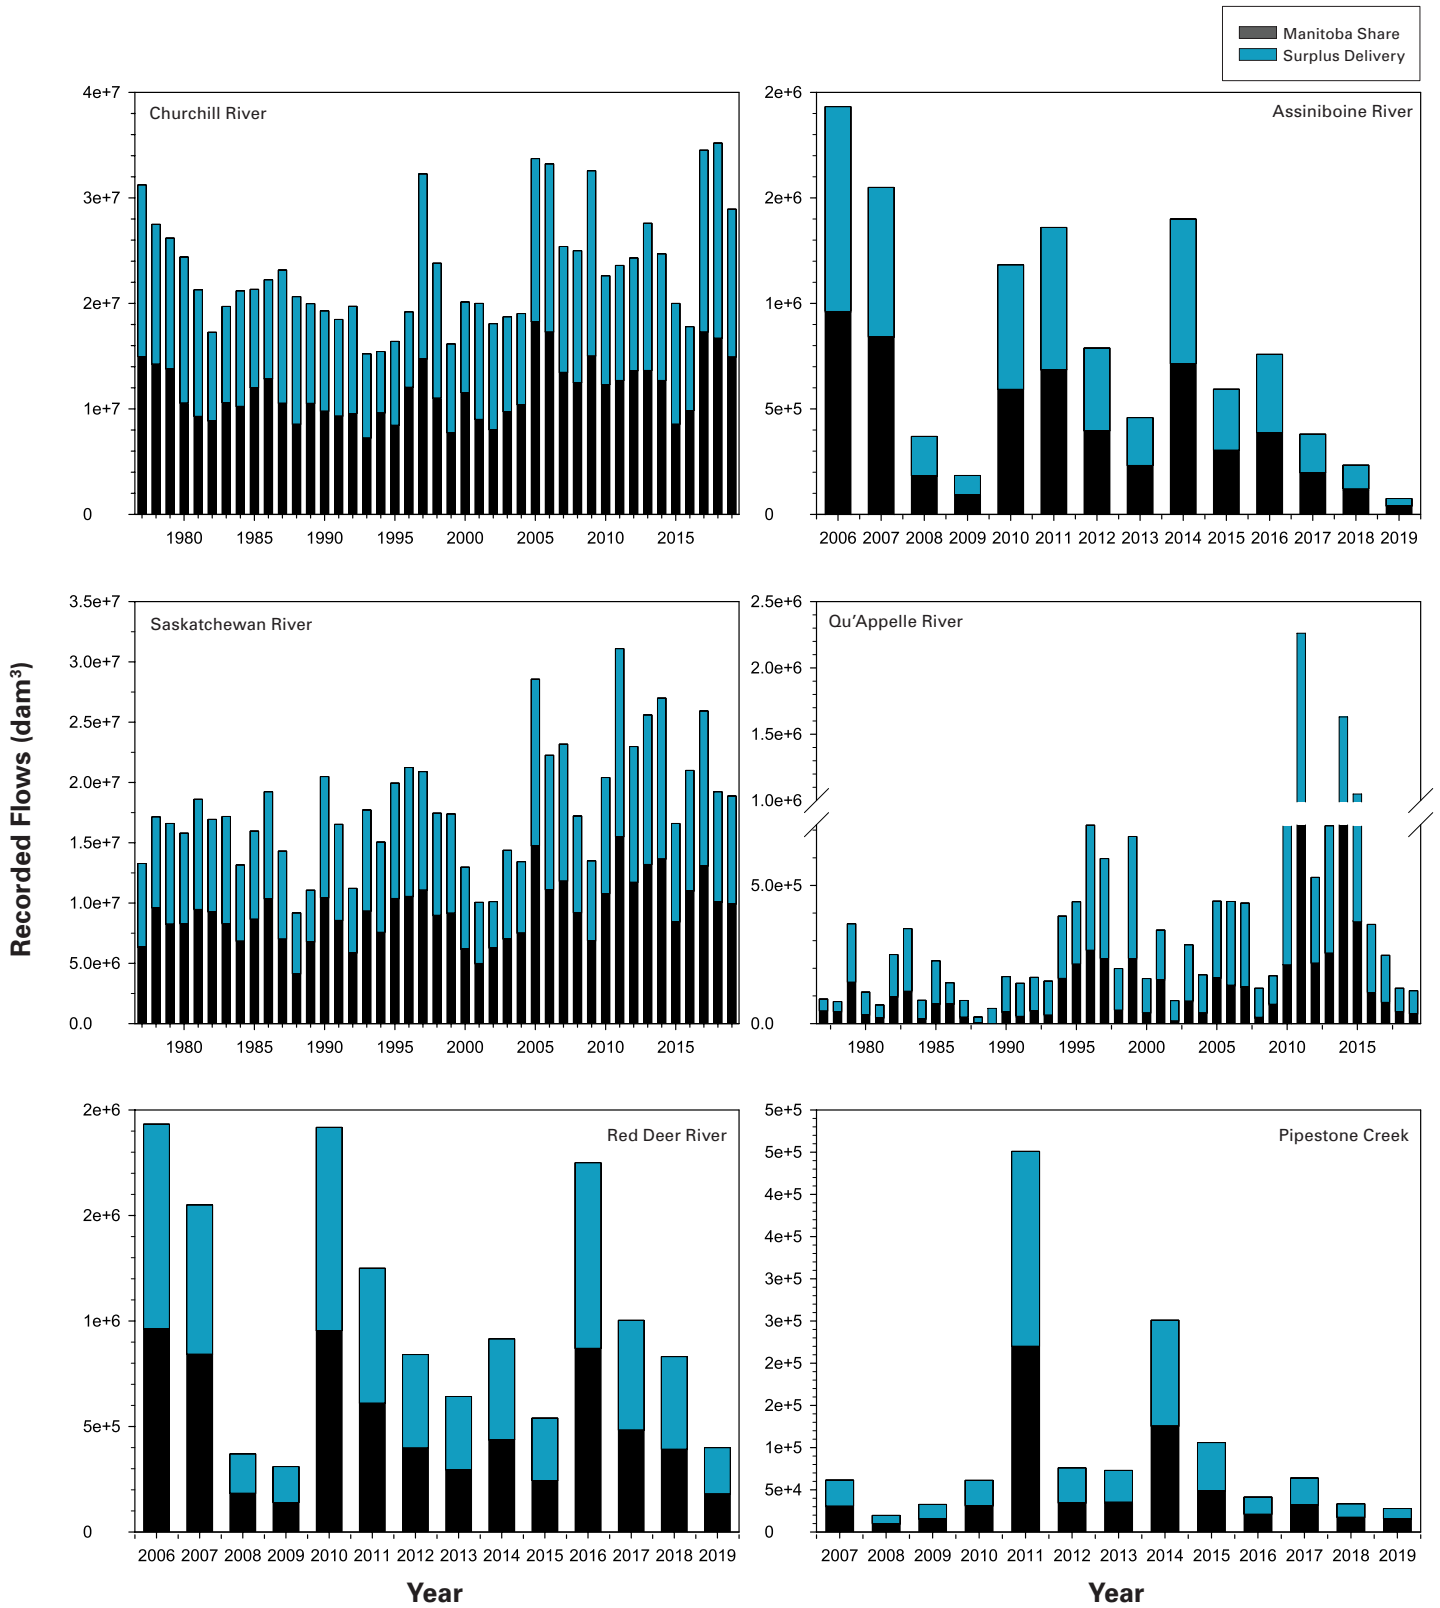 Manitoba Share
Surplus Delivery
Recorded Flows (dam³)
Churchill River
4e+7
3e+7
2e+7
1e+7
0
1980 1985 1990 1995 2000 2005 2010 2015
Assiniboine River
2e+6
2e+6
1e+6
5e+5
0
2006 2007 2008 2009 2010 2011 2012 2013 2014 2015 2016 2017 2018 2019
Saskatchewan River
3.5e+7
3.0e+7
2.5e+7
2.0e+7
1.5e+7
1.0e+7
5.0e+6
0.0
1980 1985 1990 1995 2000 2005 2010 2015
Qu’Appelle River
2.5e+6
2.0e+6
1.5e+6
1.0e+6
5.0e+5
0.0
1980 1985 1990 1995 2000 2005 2010 2015
Red Deer River
2e+6
2e+6
1e+6
5e+5
0
2006 2007 2008 2009 2010 2011 2012 2013 2014 2015 2016 2017 2018 2019
Year
Pipestone Creek
5e+5
5e+5
4e+5
4e+5
3e+5
3e+5
2e+5
2e+5
1e+5
5e+4
0
2007 2008 2009 2010 2011 2012 2013 2014 2015 2016 2017 2018 2019
Year